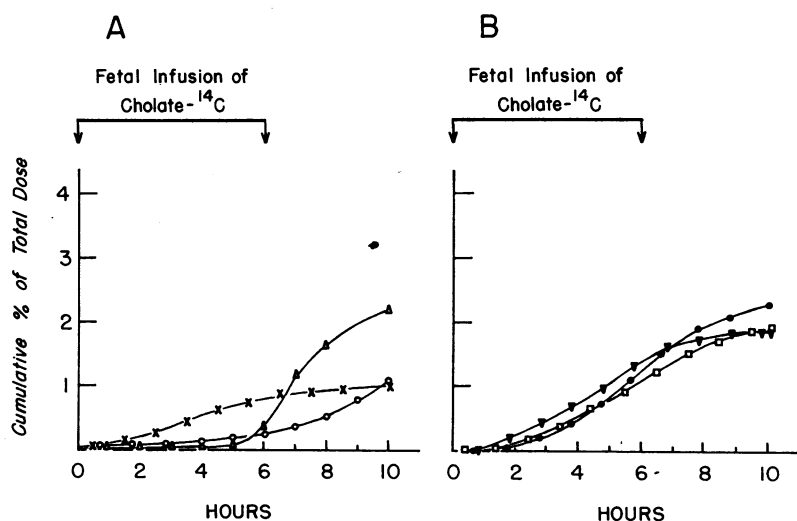 A
Fetal Infusion of
Cholate-¹⁴C
Cumulative % of Total Dose
4
3
2
1
0 2 4 6 8 10
HOURS
B
Fetal Infusion of
Cholate-¹⁴C
0 2 4 6 8 10
HOURS